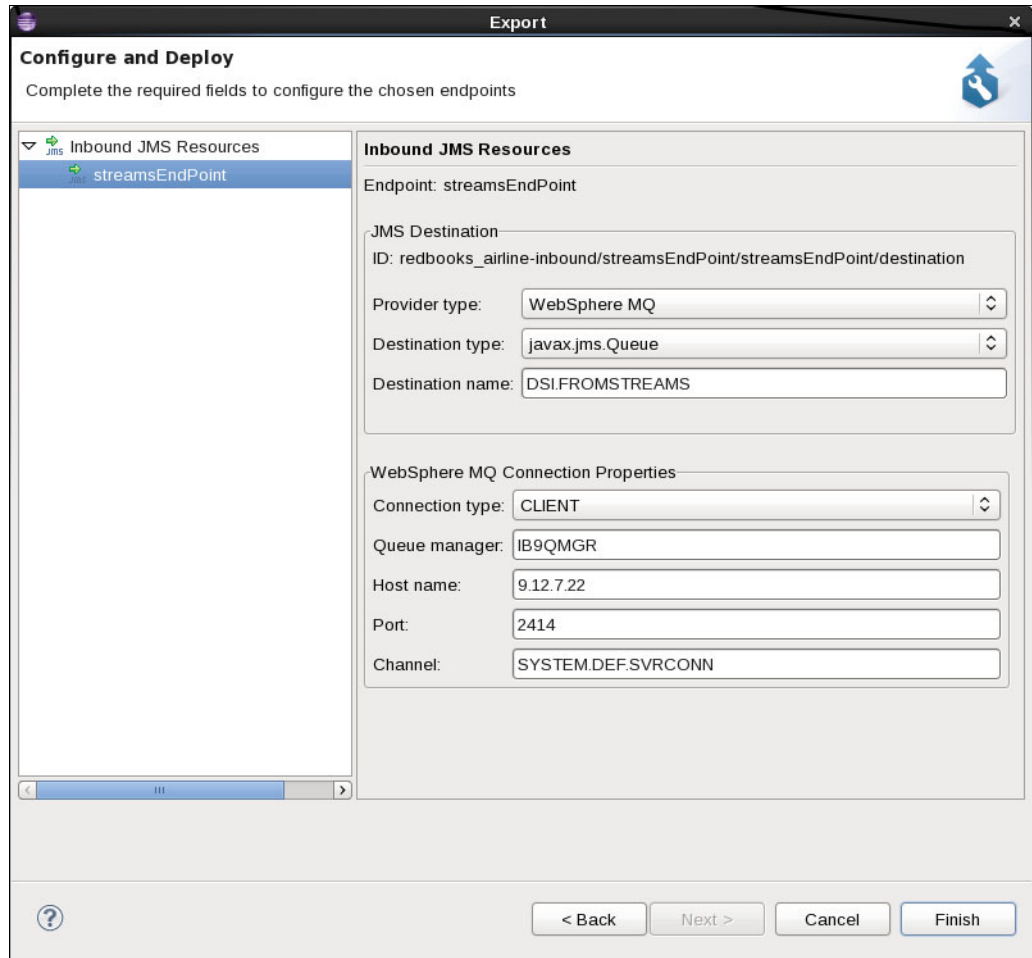 Export
Configure and Deploy
Complete the required fields to configure the chosen endpoints
Inbound JMS Resources
streamsEndPoint
Inbound JMS Resources
Endpoint: streamsEndPoint
JMS Destination
ID: redbooks_airline-inbound/streamsEndPoint/streamsEndPoint/destination
Provider type: WebSphere MQ
Destination type: javax.jms.Queue
Destination name: DSI.FROMSTREAMS
WebSphere MQ Connection Properties
Connection type: CLIENT
Queue manager: IB9QMGR
Host name: 9.12.7.22
Port: 2414
Channel: SYSTEM.DEF.SVRCONN
< Back Next > Cancel Finish